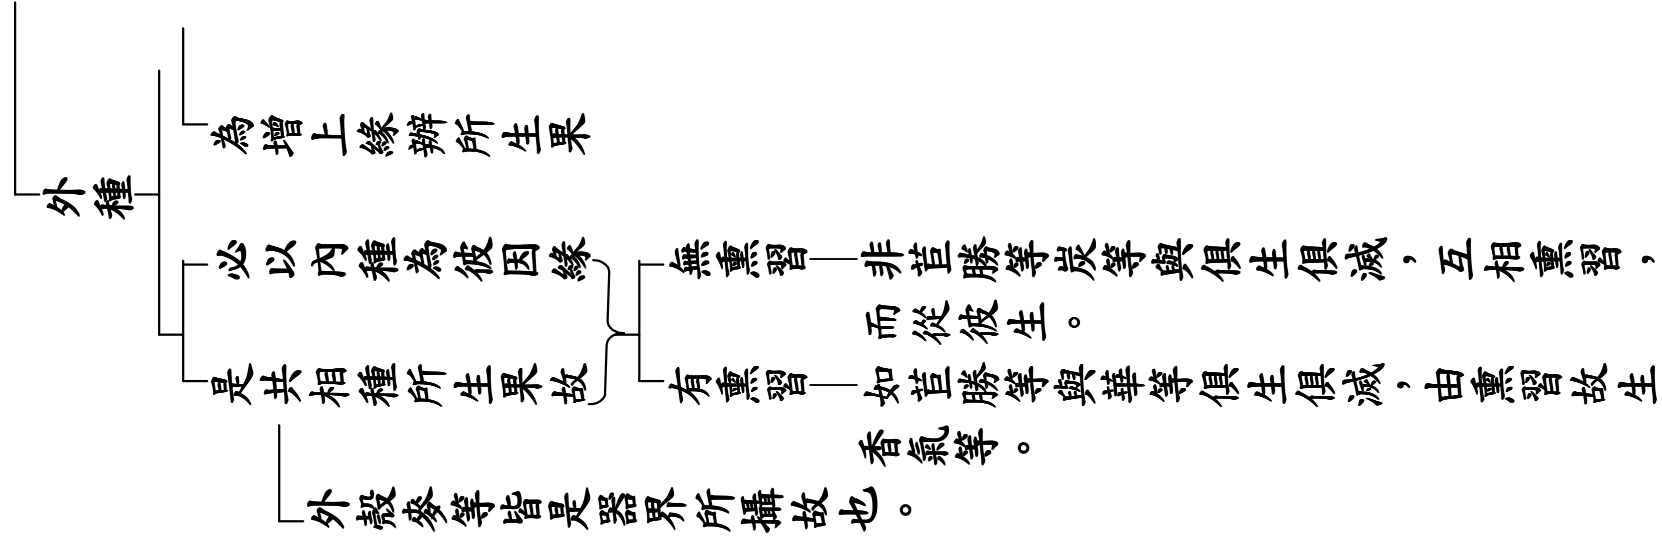 為增上緣辦所生果
外種
必以內種為彼因緣
無熏習
非苣勝等炭等與俱生俱滅，互相熏習，
而從彼生。
是共相種所生果故
有熏習
如苣勝等與華等俱生俱滅，由熏習故生
香氣等。
外穀麥等皆是器界所攝故也。